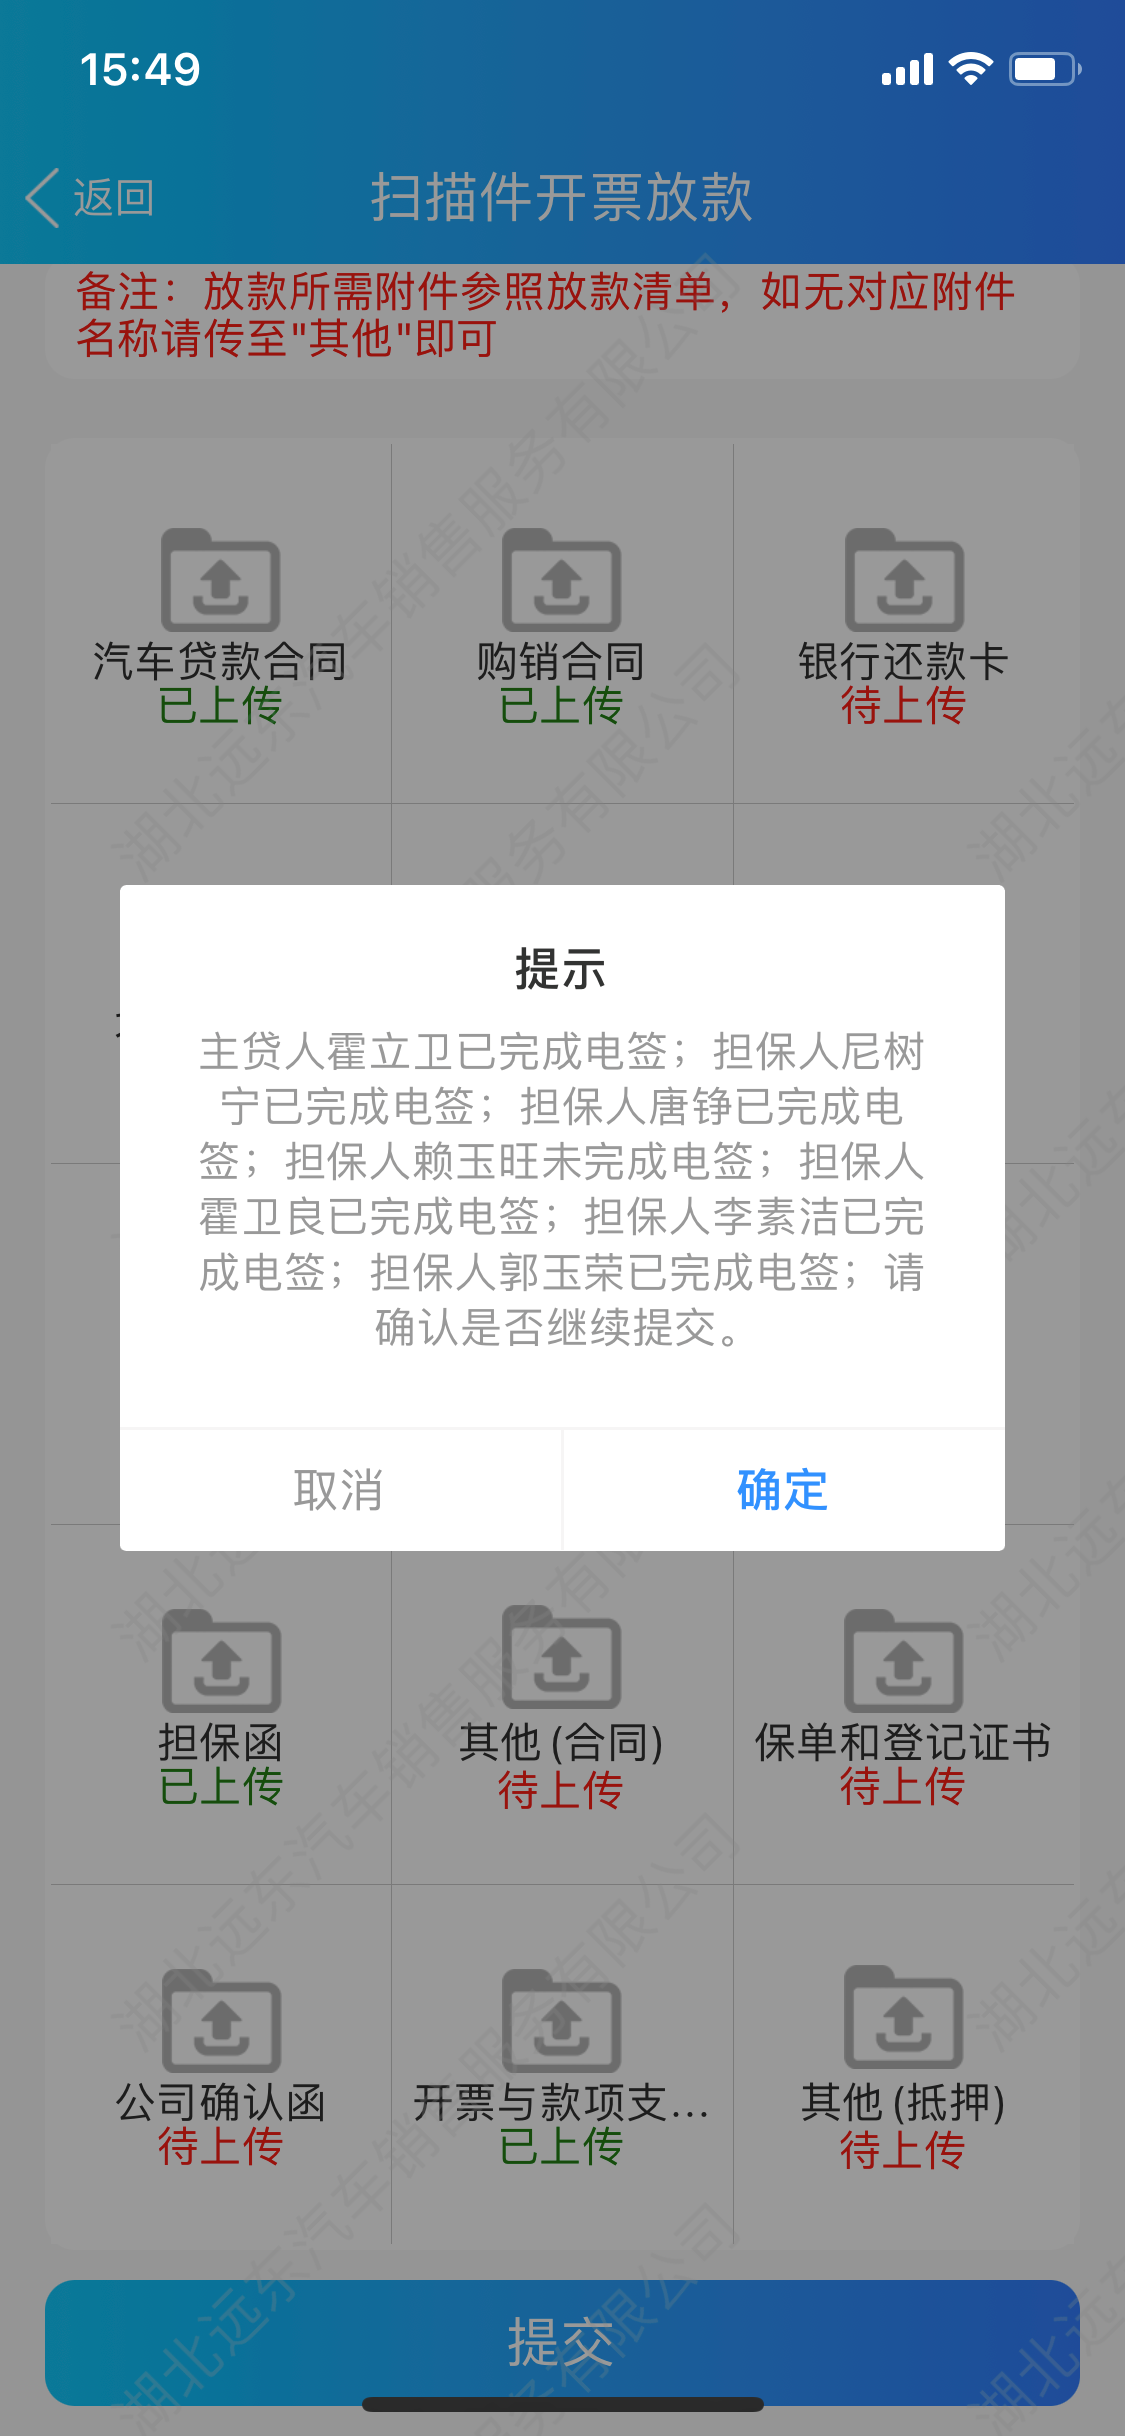 15:49
返回
扫描件开票放款
备注：放款所需附件参照放款清单，如无对应附件
名称请传至"其他"即可
汽车贷款合同
已上传
购销合同
已上传
银行还款卡
待上传
提示
主贷人霍立卫已完成电签；担保人尼树
宁已完成电签；担保人唐铮已完成电
签；担保人赖玉旺未完成电签；担保人
霍卫良已完成电签；担保人李素洁已完
成电签；担保人郭玉荣已完成电签；请
确认是否继续提交。
取消
确定
担保函
已上传
其他 (合同)
待上传
保单和登记证书
待上传
公司确认函
待上传
开票与款项支...
已上传
其他 (抵押)
待上传
提交
湖北远东汽车销售服务有限公司